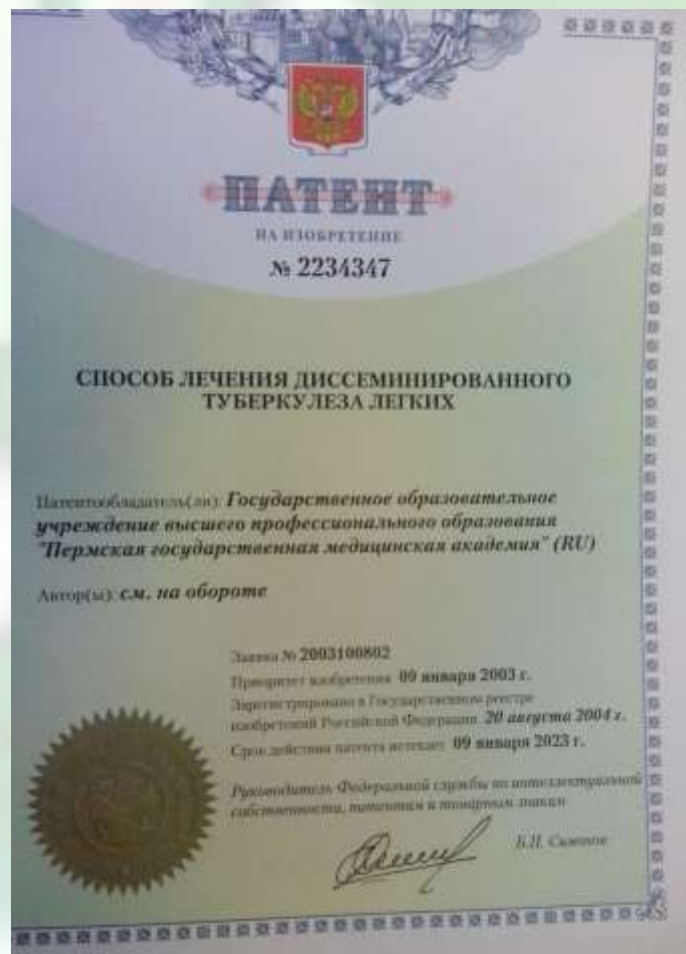 ПАТЕНТ
НА ИЗОБРЕТЕНИЕ
№ 2234347
СПОСОБ ЛЕЧЕНИЯ ДИССЕМИНИРОВАННОГО
ТУБЕРКУЛЕЗА ЛЕГКИХ
Патентообладатель(ли): Государственное образовательное
учреждение высшего профессионального образования
"Пермская государственная медицинская академия" (RU)
Автор(ы): см. на обороте
Заявка № 2003100802
Приоритет изобретения 09 января 2003 г.
Зарегистрировано в Государственном реестре
изобретений Российской Федерации 20 августа 2004 г.
Срок действия патента истекает 09 января 2023 г.
Руководитель Федеральной службы по интеллектуальной
собственности, патентам и товарным знакам
Б.П. Симонов